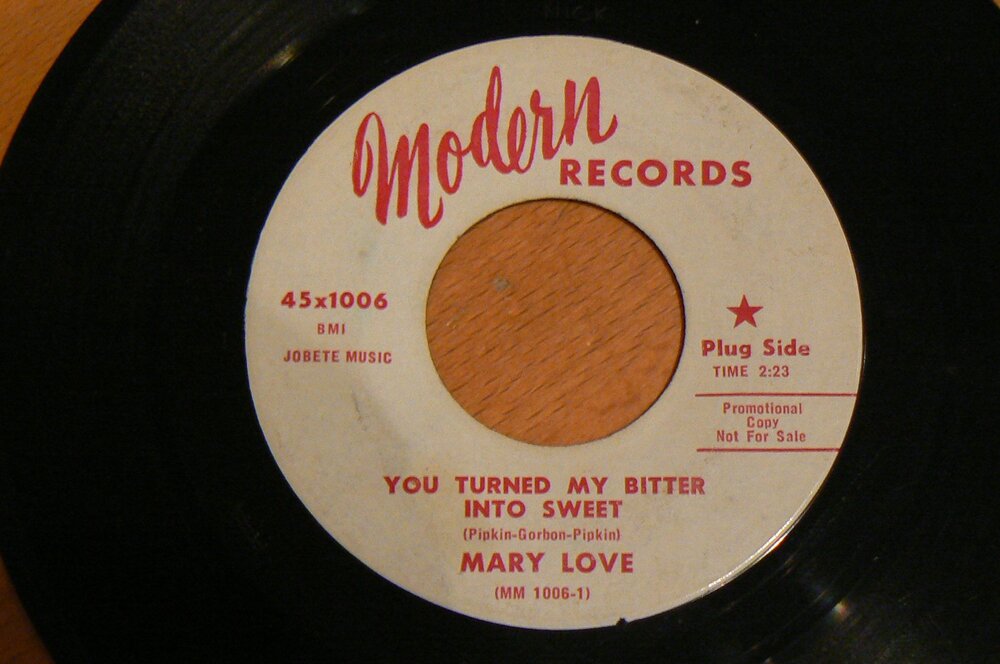 Modern
RECORDS
45x1006
BMI
JOBETE MUSIC
Plug Side
TIME 2:23
Promotional
Copy
Not For Sale
YOU TURNED MY BITTER
INTO SWEET
(Pipkin-Gorbon-Pipkin)
MARY LOVE
(MM 1006-1)